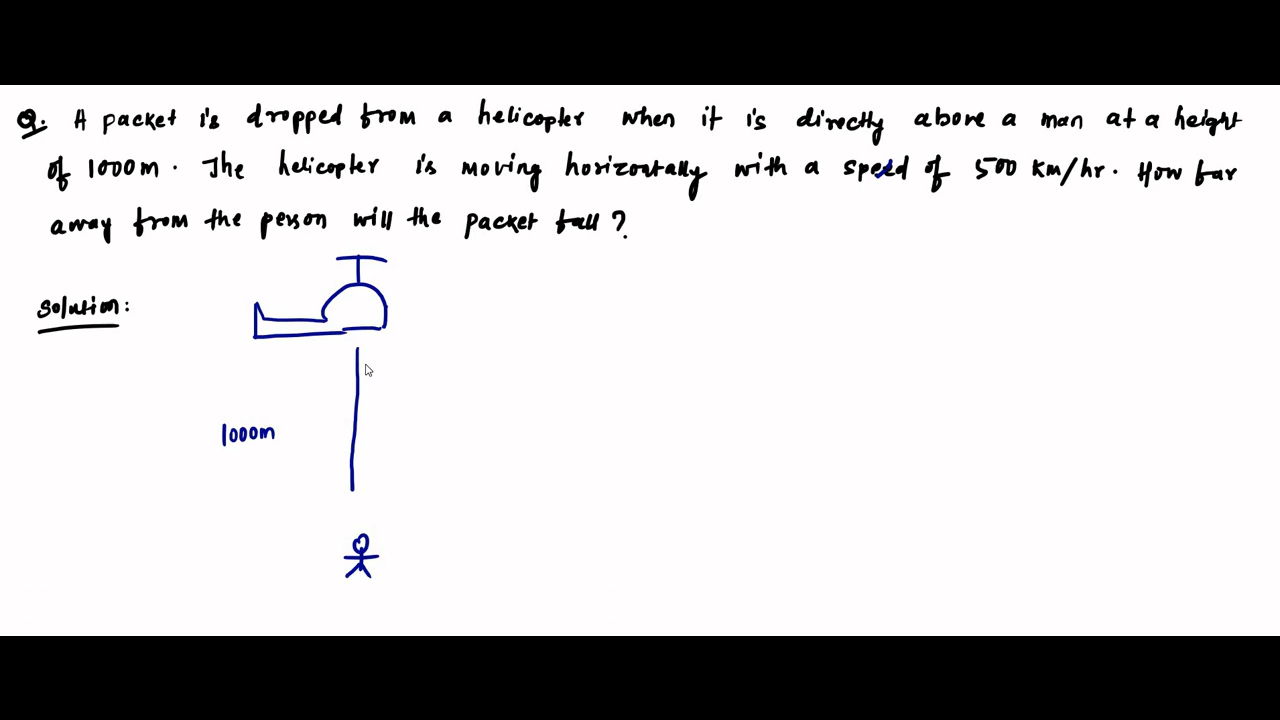 Q. A packet is dropped from a helicopter when it is directly above a man at a height
of 1000m. The helicopter is moving horizontally with a speed of 500 km/hr. How far
away from the person will the packet fall?
Solution:
1000m